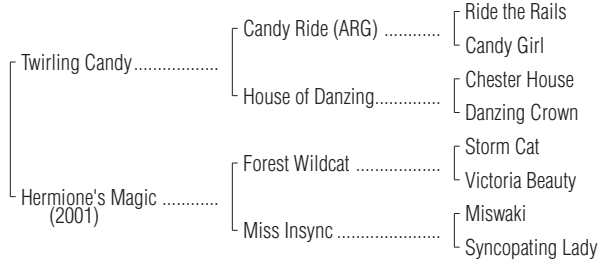 Ride the Rails
Candy Ride (ARG) ............
Candy Girl
Twirling Candy..................
Chester House
House of Danzing..............
Danzing Crown
Storm Cat
Forest Wildcat ..................
Victoria Beauty
Hermione's Magic ............
(2001)
Miswaki
Miss Insync ......................
Syncopating Lady